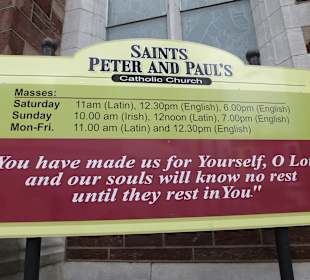 SAINTS
PETER AND PAUL'S
Catholic Church
Masses:
Saturday 11am (Latin), 12.30pm (English), 6.00pm (English)
Sunday 10.00 am (Irish), 12noon (Latin), 7.00pm (English)
Mon-Fri. 11.00 am (Latin) and 12.30pm (English)
You have made us for Yourself, O Lo
and our souls will know no rest
until they rest in You."